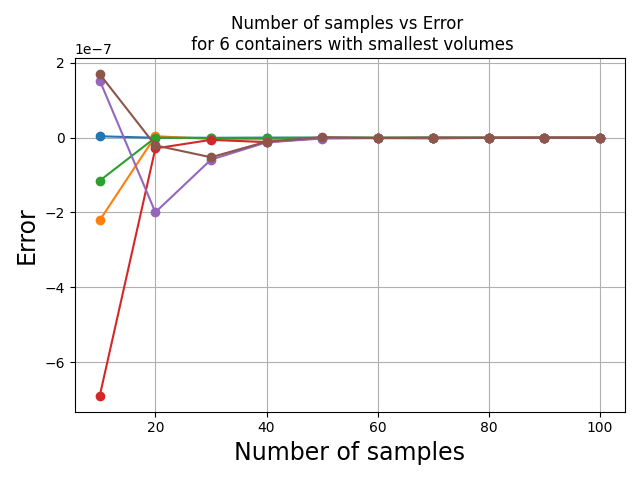 Number of samples vs Error
for 6 containers with smallest volumes
1e−7
2
0
−2
−4
−6
Error
20 40 60 80 100
Number of samples